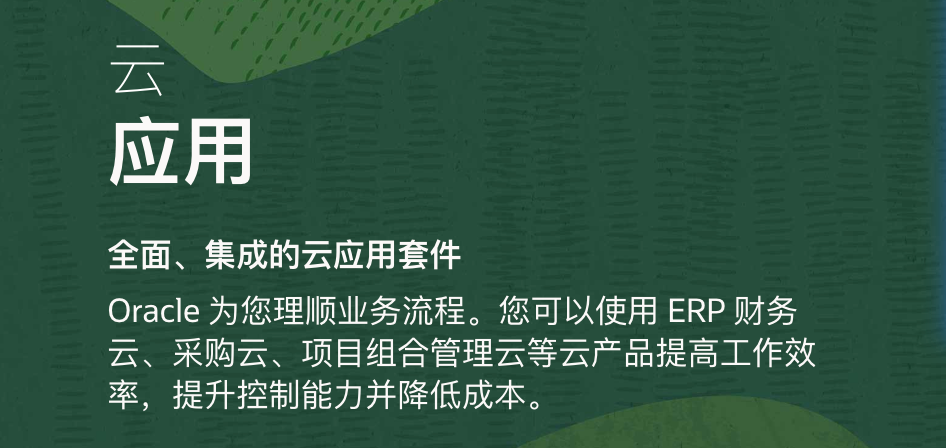 云
应用
全面、集成的云应用套件
Oracle 为您理顺业务流程。您可以使用 ERP 财务
云、采购云、项目组合管理云等云产品提高工作效
率，提升控制能力并降低成本。